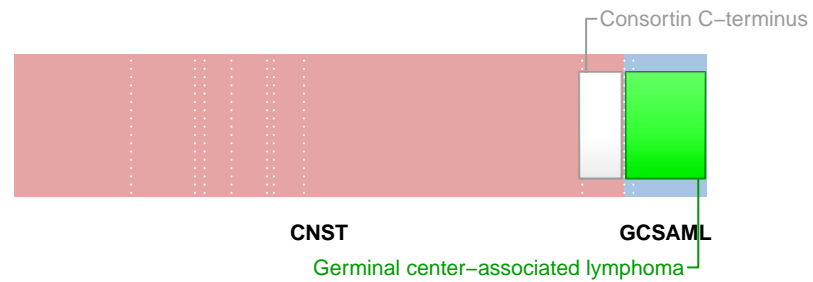 Consortin C−terminus
CNST GCSAML
Germinal center−associated lymphoma